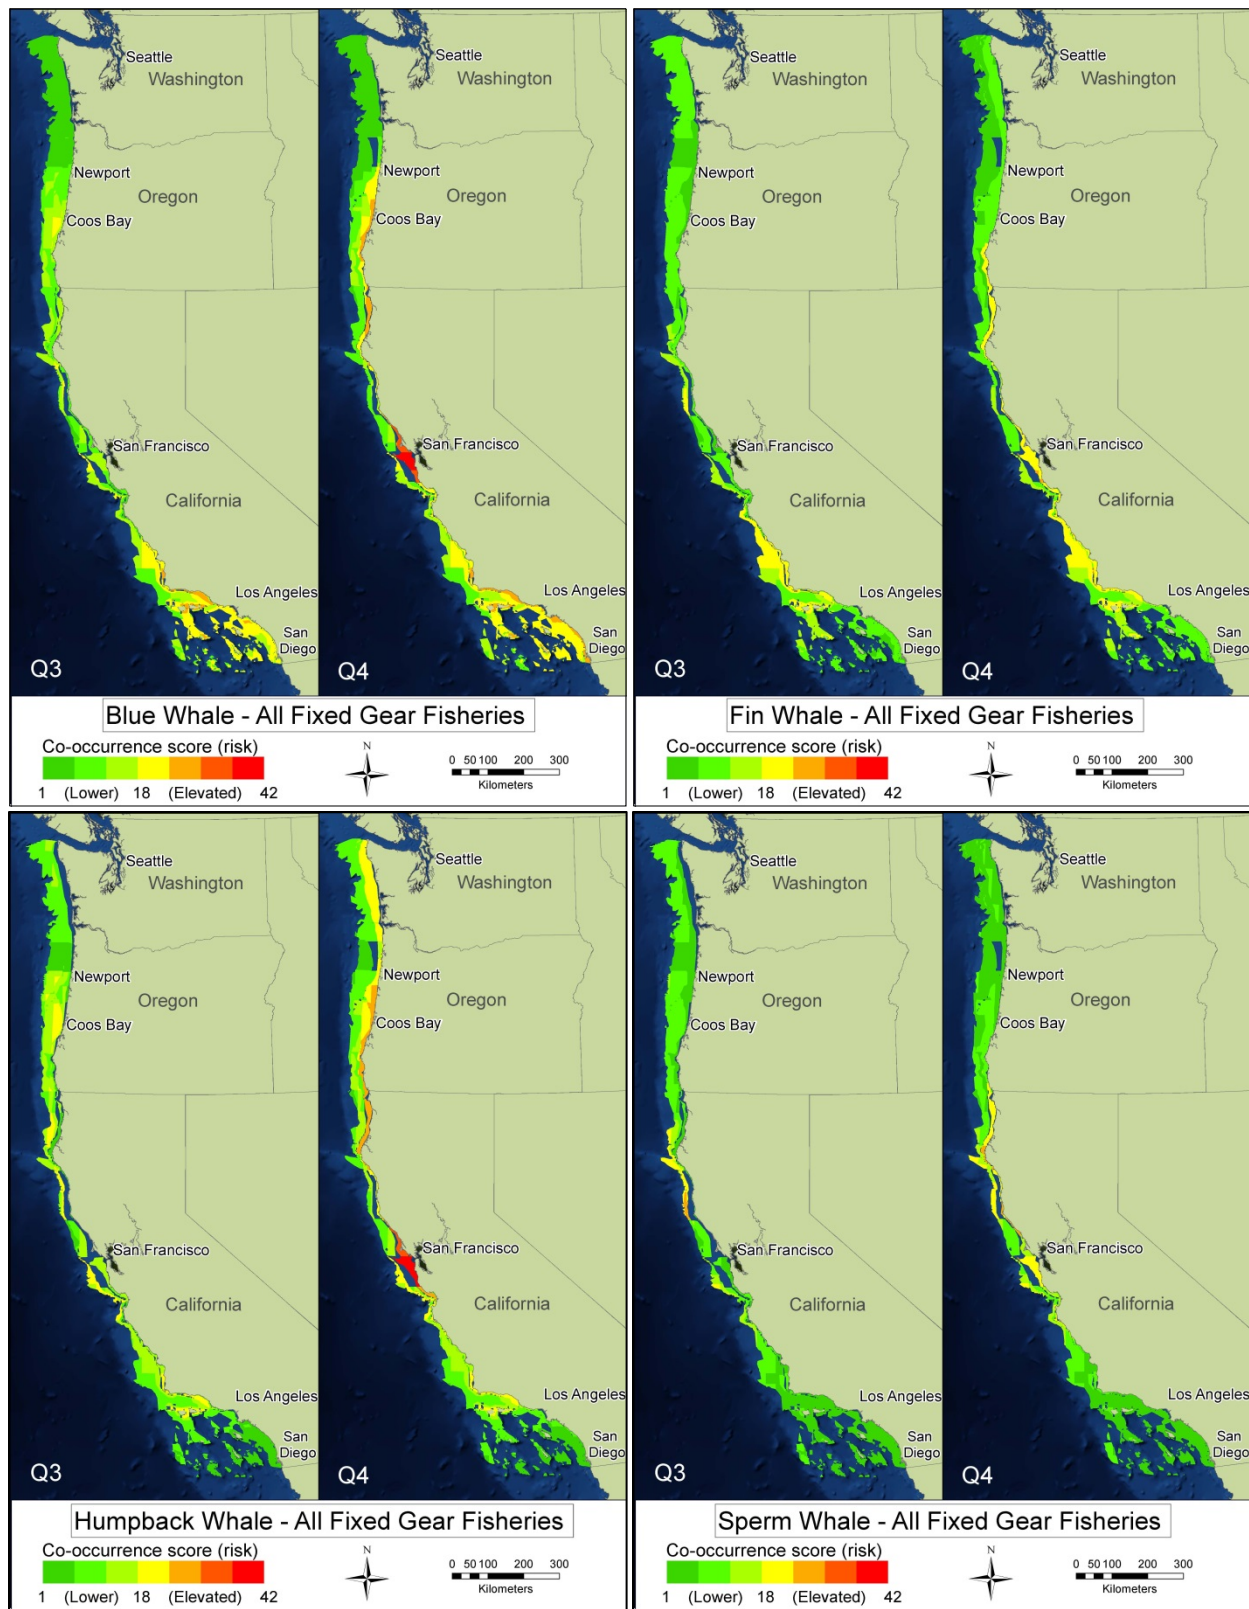 Seattle
Washington
Newport
Oregon
Coos Bay
San Francisco
California
Los Angeles
San
Diego
Q3
Seattle
Washington
Newport
Oregon
Coos Bay
San Francisco
California
Los Angeles
San
Diego
Q4
Blue Whale - All Fixed Gear Fisheries
Co-occurrence score (risk)
1 (Lower) 18 (Elevated) 42
N
0 50 100 200 300
Kilometers
Seattle
Washington
Newport
Oregon
Coos Bay
San Francisco
California
Los Angeles
San
Diego
Q3
Seattle
Washington
Newport
Oregon
Coos Bay
San Francisco
California
Los Angeles
San
Diego
Q4
Fin Whale - All Fixed Gear Fisheries
Co-occurrence score (risk)
1 (Lower) 18 (Elevated) 42
N
0 50 100 200 300
Kilometers
Seattle
Washington
Newport
Oregon
Coos Bay
San Francisco
California
Los Angeles
San
Diego
Q3
Seattle
Washington
Newport
Oregon
Coos Bay
San Francisco
California
Los Angeles
San
Diego
Q4
Humpback Whale - All Fixed Gear Fisheries
Co-occurrence score (risk)
1 (Lower) 18 (Elevated) 42
N
0 50 100 200 300
Kilometers
Seattle
Washington
Newport
Oregon
Coos Bay
San Francisco
California
Los Angeles
San
Diego
Q3
Seattle
Washington
Newport
Oregon
Coos Bay
San Francisco
California
Los Angeles
San
Diego
Q4
Sperm Whale - All Fixed Gear Fisheries
Co-occurrence score (risk)
1 (Lower) 18 (Elevated) 42
N
0 50 100 200 300
Kilometers